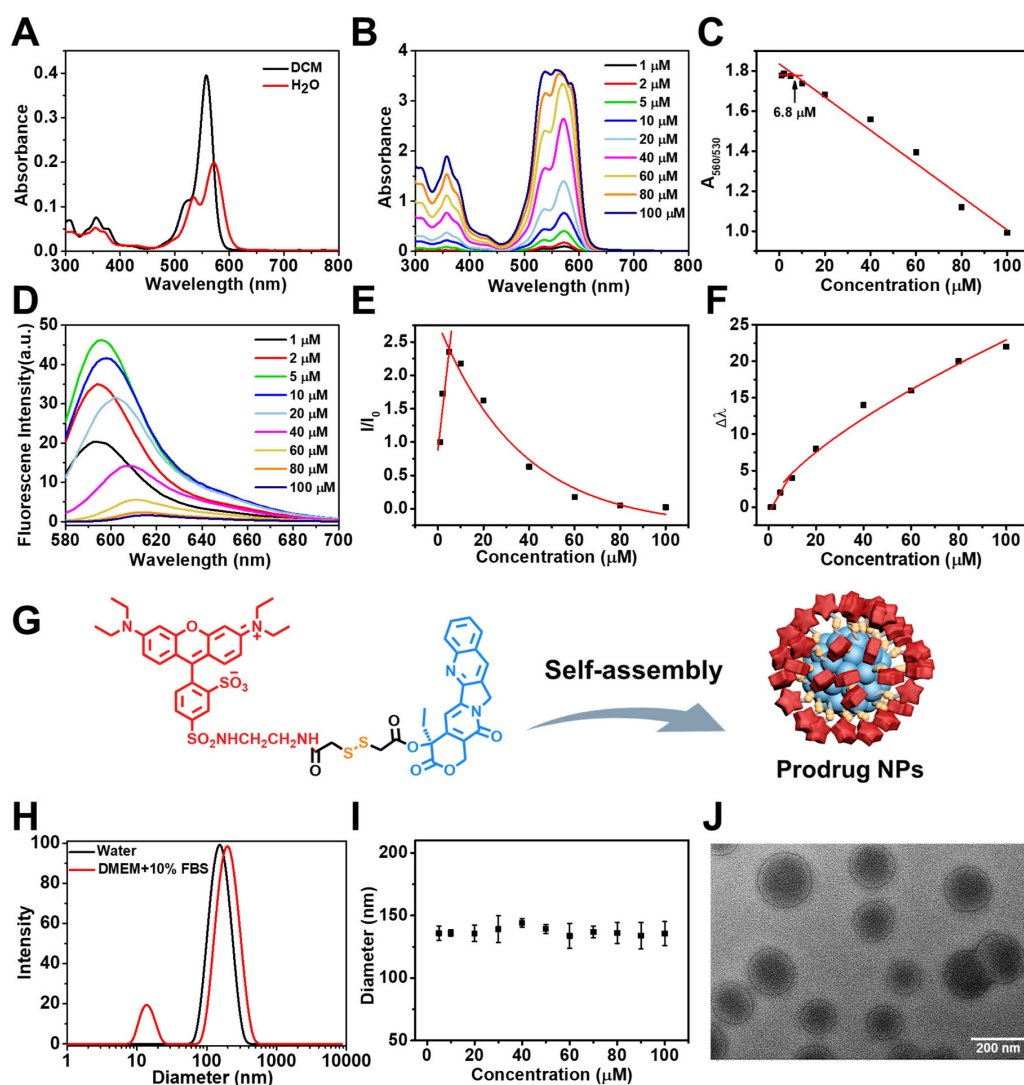 A
0.4
0.3
0.2
0.1
0.0
Absorbance
DCM
H₂O
300 400 500 600 700 800
Wavelength (nm)
B
4
3
2
1
0
Absorbance
1 μM
2 μM
5 μM
10 μM
20 μM
40 μM
60 μM
80 μM
100 μM
300 400 500 600 700 800
Wavelength (nm)
C
1.8
1.6
1.4
1.2
1.0
A560/530
6.8 μM
0 20 40 60 80 100
Concentration (μM)
D
50
40
30
20
10
0
Fluorescene Intensity(a.u.)
1 μM
2 μM
5 μM
10 μM
20 μM
40 μM
60 μM
80 μM
100 μM
580 600 620 640 660 680 700
Wavelength (nm)
E
2.5
2.0
1.5
1.0
0.5
0.0
I/I₀
0 20 40 60 80 100
Concentration (μM)
F
25
20
15
10
5
0
Δλ
0 20 40 60 80 100
Concentration (μM)
G
N O N
+
SO₃
−
SO₂NHCH₂CH₂NH
O
S S
O
O
N
N
O
O
O
Self-assembly
Prodrug NPs
H
100
80
60
40
20
0
Intensity
Water
DMEM+10% FBS
1 10 100 1000 10000
Diameter (nm)
I
200
150
100
50
Diameter (nm)
0 20 40 60 80 100
Concentration (μM)
J
200 nm